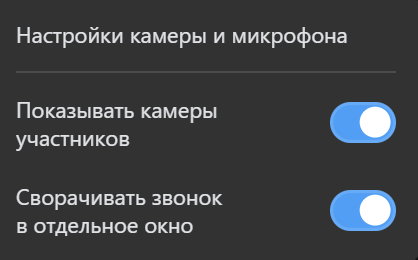 Настройки камеры и микрофона
Показывать камеры
участников
Сворачивать звонок
в отдельное окно